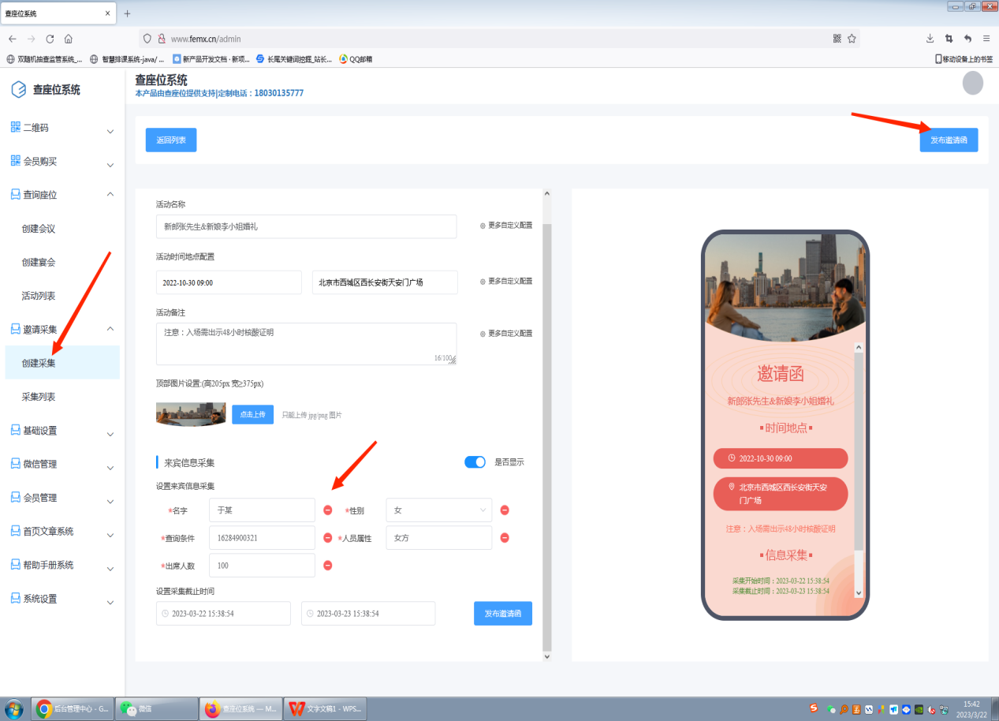 查座位系统
www.femx.cn/admin
双随机抽查监管系统_...
智慧排课系统-java/ ...
新产品开发文档 · 新项...
长尾关键词挖掘_站长...
QQ邮箱
移动设备上的书签
查座位系统
查座位系统
本产品由查座位提供支持|定制电话：18030135777
二维码
会员购买
查询座位
创建会议
创建宴会
活动列表
邀请采集
创建采集
采集列表
基础设置
微信管理
会员管理
首页文章系统
帮助手册系统
系统设置
返回列表
发布邀请函
活动名称
新郎张先生&新娘李小姐婚礼
更多自定义配置
活动时间地点配置
2022-10-30 09:00
北京市西城区西长安街天安门广场
更多自定义配置
活动备注
注意：入场需出示48小时核酸证明
16/100
更多自定义配置
顶部图片设置:(高205px 宽≥375px)
点击上传
只能上传 jpg/png 图片
来宾信息采集
是否显示
设置来宾信息采集
*名字
于某
*性别
女
*查询条件
16284900321
*人员属性
女方
*出席人数
100
设置采集截止时间
2023-03-22 15:38:54
2023-03-23 15:38:54
发布邀请函
邀请函
新郎张先生&新娘李小姐婚礼
▪时间地点▪
2022-10-30 09:00
北京市西城区西长安街天安
门广场
注意：入场需出示48小时核酸证明
▪信息采集▪
采集开始时间：2023-03-22 15:38:54
采集截止时间：2023-03-23 15:38:54
后台管理中心 - G...
微信
查座位系统 — M...
文字文稿1 - WPS...
15:42
2023/3/22